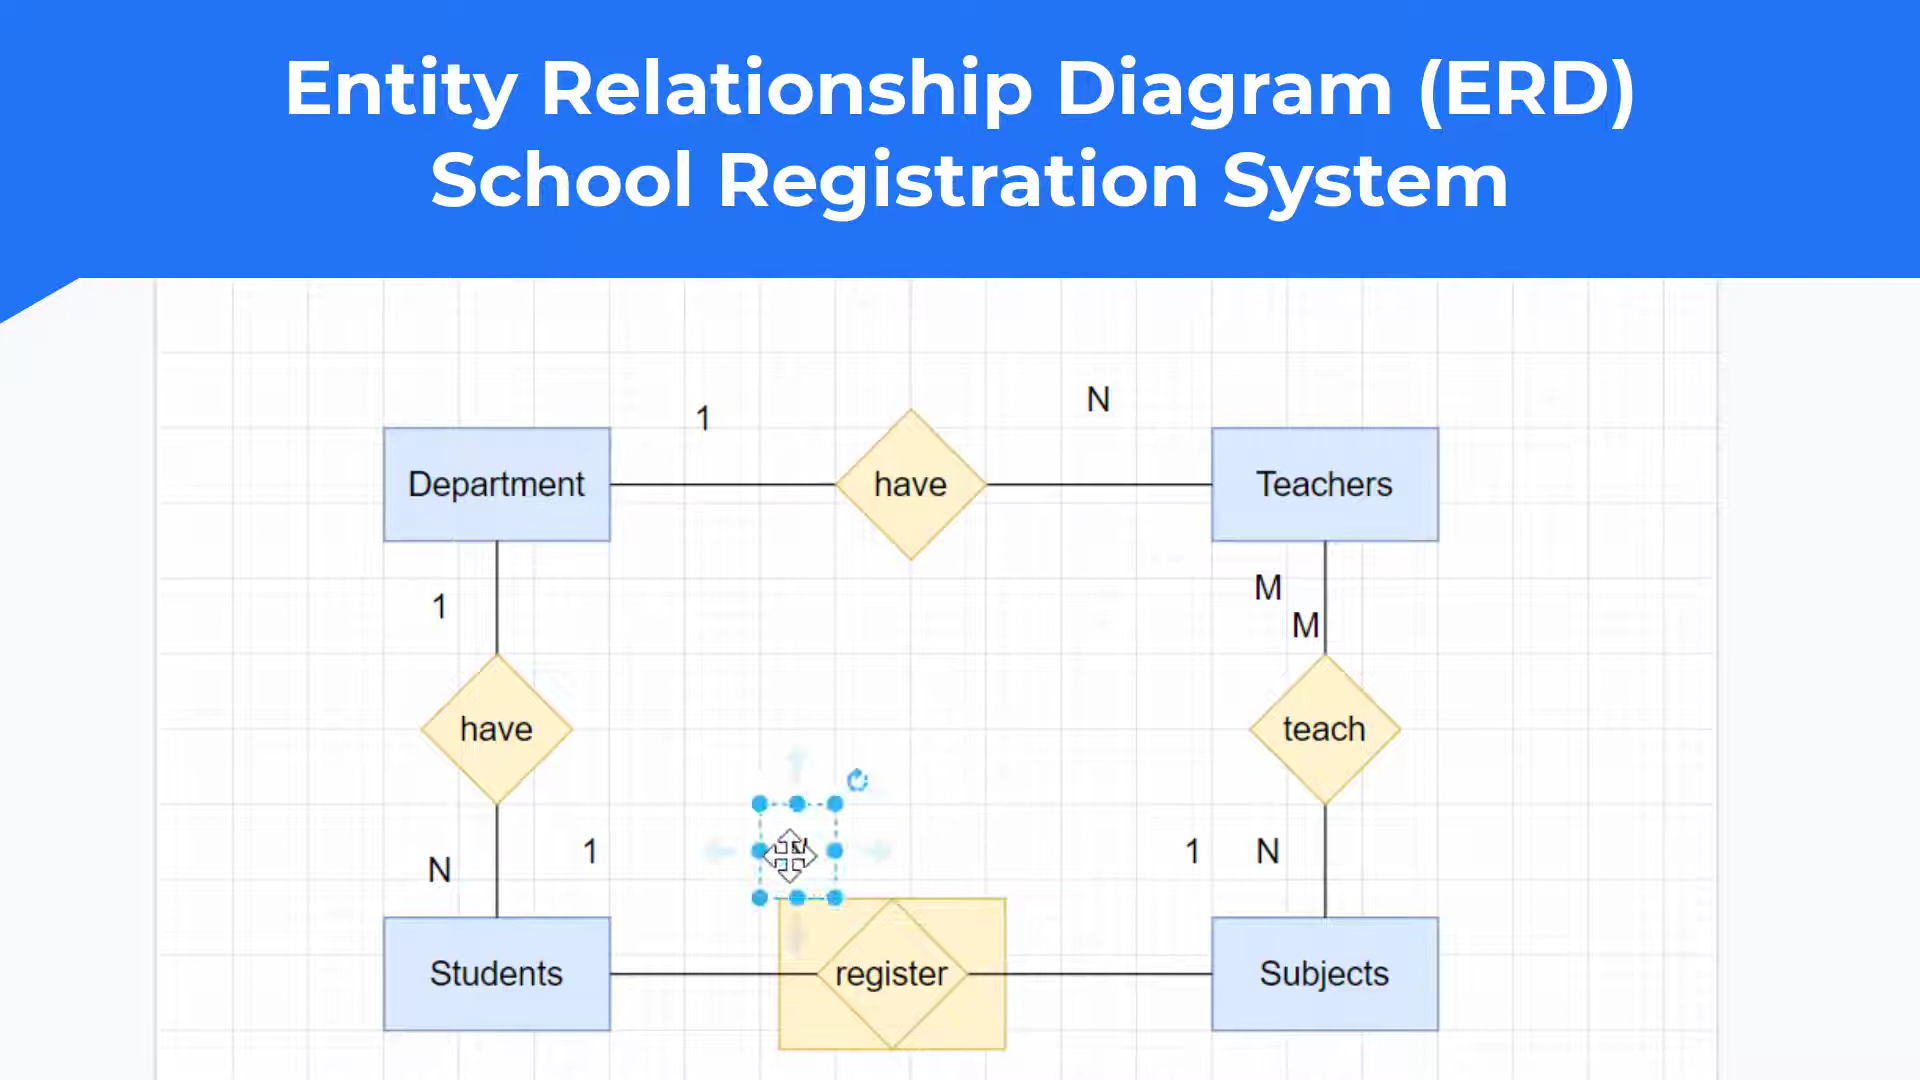 Entity Relationship Diagram (ERD)
School Registration System
1
N
Department
have
Teachers
1
M
M
have
teach
N
1
1
N
Students
register
Subjects